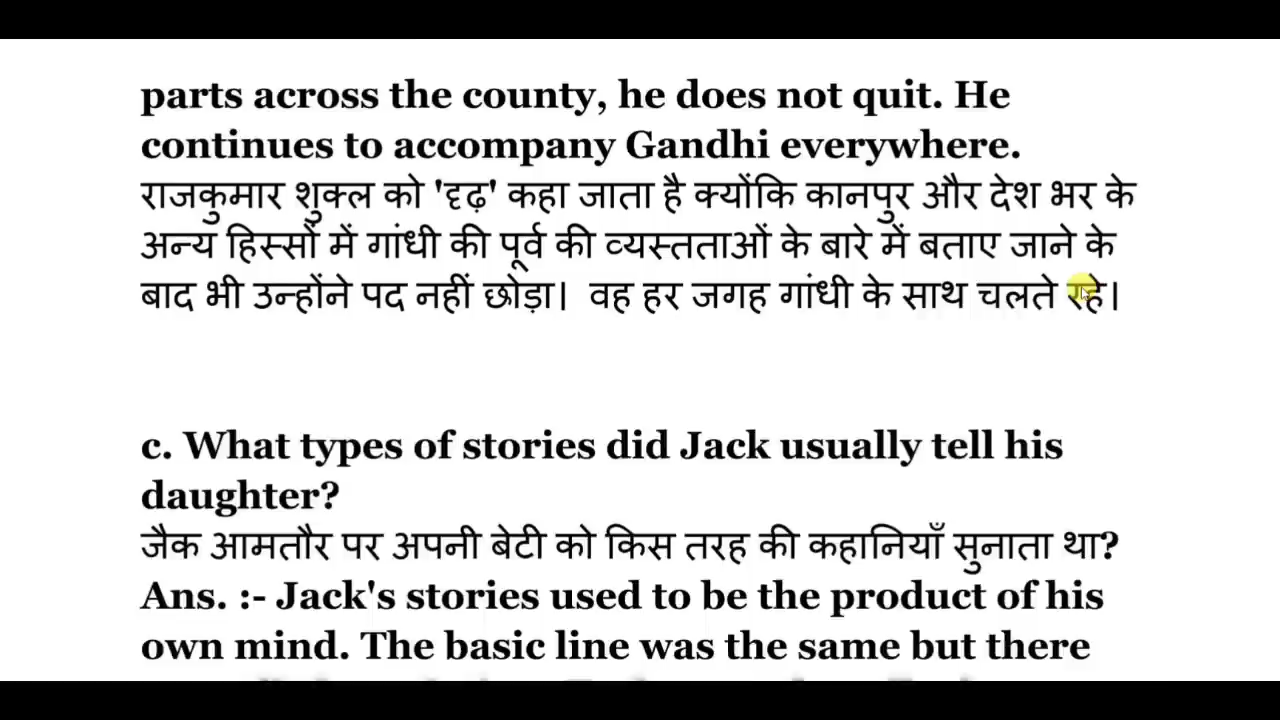 parts across the county, he does not quit. He
continues to accompany Gandhi everywhere.
राजकुमार शुक्ल को 'दृढ़' कहा जाता है क्योंकि कानपुर और देश भर के
अन्य हिस्सों में गांधी की पूर्व की व्यस्तताओं के बारे में बताए जाने के
बाद भी उन्होंने पद नहीं छोड़ा। वह हर जगह गांधी के साथ चलते रहे।
c. What types of stories did Jack usually tell his
daughter?
जैक आमतौर पर अपनी बेटी को किस तरह की कहानियाँ सुनाता था?
Ans. :- Jack's stories used to be the product of his
own mind. The basic line was the same but there